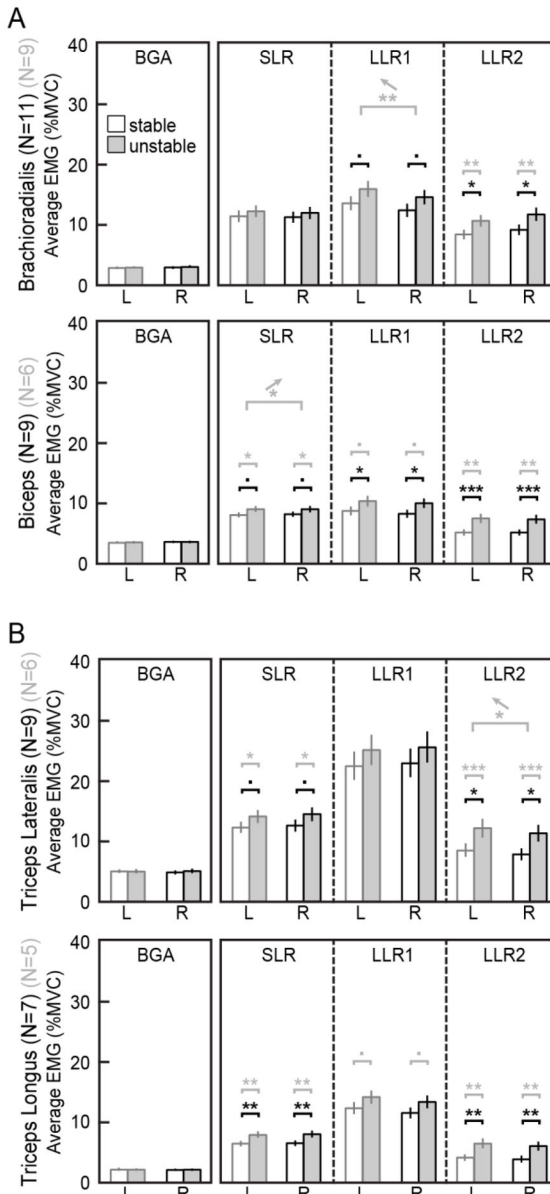 A
Brachioradialis (N=11) (N=9)
Average EMG (%MVC)
BGA SLR LLR1 LLR2
40
30
20
10
0
stable
unstable
**
▪ ▪
** **
* *
L R L R L R L R
Biceps (N=9) (N=6)
Average EMG (%MVC)
BGA SLR LLR1 LLR2
40
30
20
10
0
*
* * ▪ ▪ ** **
▪ ▪ * * *** ***
L R L R L R L R
B
Triceps Lateralis (N=9) (N=6)
Average EMG (%MVC)
BGA SLR LLR1 LLR2
40
30
20
10
0
*
* * *** ***
▪ ▪ * *
L R L R L R L R
Triceps Longus (N=7) (N=5)
Average EMG (%MVC)
BGA SLR LLR1 LLR2
40
30
20
10
0
** ** ▪ ▪ ** **
** ** ** **
L R L R L R L R